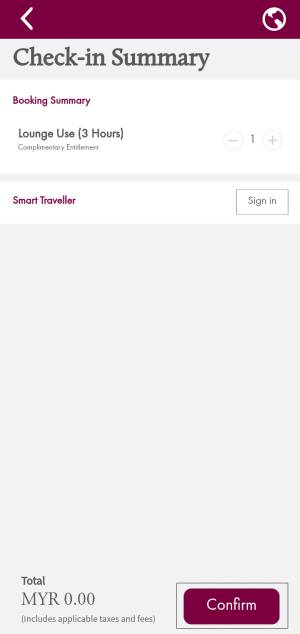 Check-in Summary
Booking Summary
Lounge Use (3 Hours)
Complimentary Entitlement
1
Smart Traveller
Sign in
Total
MYR 0.00
(Includes applicable taxes and fees)
Confirm